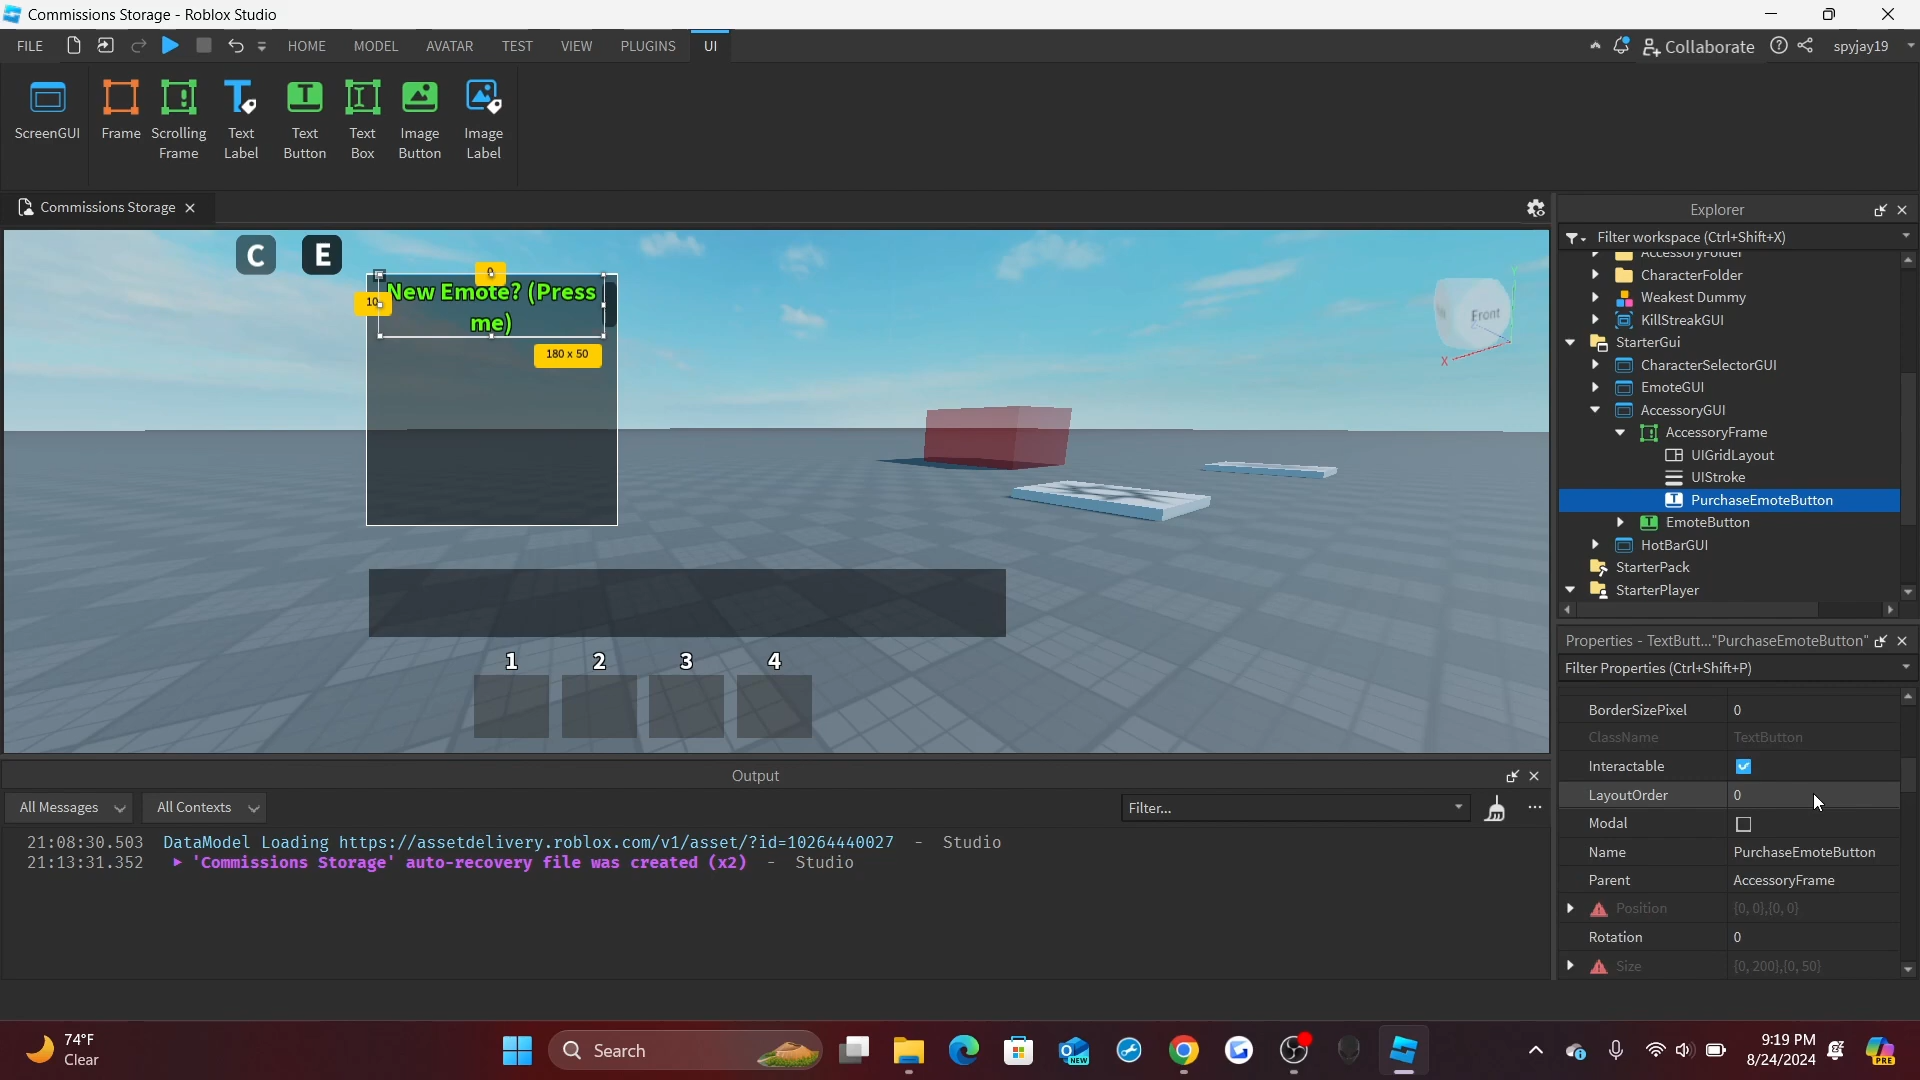 Commissions Storage - Roblox Studio
FILE HOME MODEL AVATAR TEST VIEW PLUGINS UI Collaborate spyjay19
ScreenGUI
Frame
Scrolling Frame
Text Label
Text Button
Text Box
Image Button
Image Label
Commissions Storage
C E
0
10
New Emote? (Press
me)
180 x 50
Front
X
1 2 3 4
Explorer
Filter workspace (Ctrl+Shift+X)
AccessoryFolder
CharacterFolder
Weakest Dummy
KillStreakGUI
StarterGui
CharacterSelectorGUI
EmoteGUI
AccessoryGUI
AccessoryFrame
UIGridLayout
UIStroke
PurchaseEmoteButton
EmoteButton
HotBarGUI
StarterPack
StarterPlayer
Properties - TextButt..."PurchaseEmoteButton"
Filter Properties (Ctrl+Shift+P)
BorderSizePixel 0
ClassName TextButton
Interactable
LayoutOrder 0
Modal
Name PurchaseEmoteButton
Parent AccessoryFrame
Position {0, 0},{0, 0}
Rotation 0
Size {0, 200},{0, 50}
Output
All Messages All Contexts Filter...
21:08:30.503 DataModel Loading https://assetdelivery.roblox.com/v1/asset/?id=10264440027 - Studio
21:13:31.352 'Commissions Storage' auto-recovery file was created (x2) - Studio
74°F
Clear
Search
NEW
9:19 PM
8/24/2024
PRE